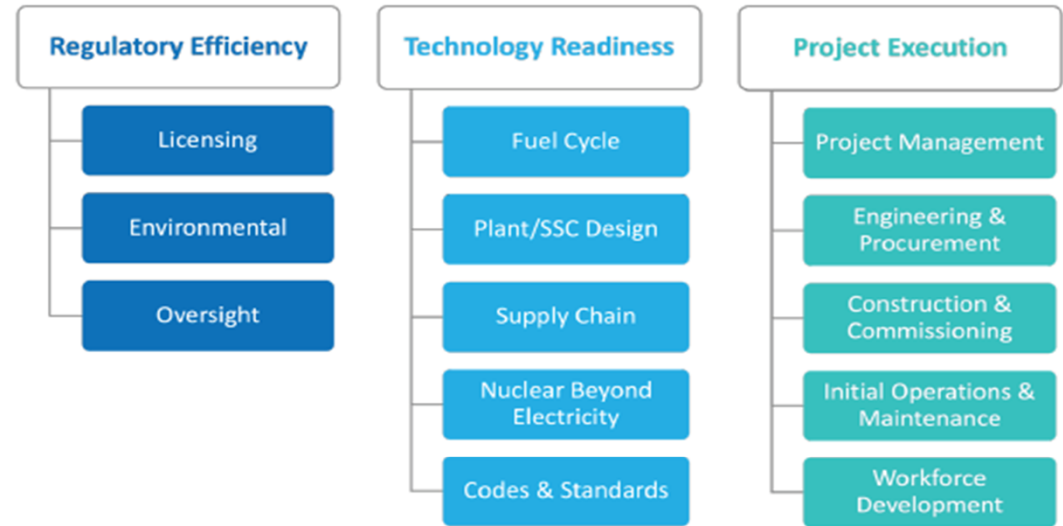 Regulatory Efficiency
Licensing
Environmental
Oversight
Technology Readiness
Fuel Cycle
Plant/SSC Design
Supply Chain
Nuclear Beyond
Electricity
Codes & Standards
Project Execution
Project Management
Engineering &
Procurement
Construction &
Commissioning
Initial Operations &
Maintenance
Workforce
Development